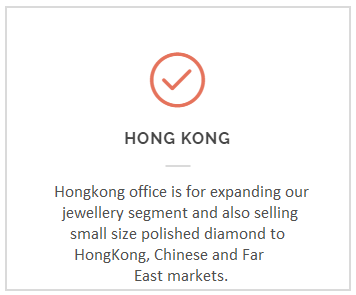 HONG KONG
Hongkong office is for expanding our
jewellery segment and also selling
small size polished diamond to
HongKong, Chinese and Far
East markets.